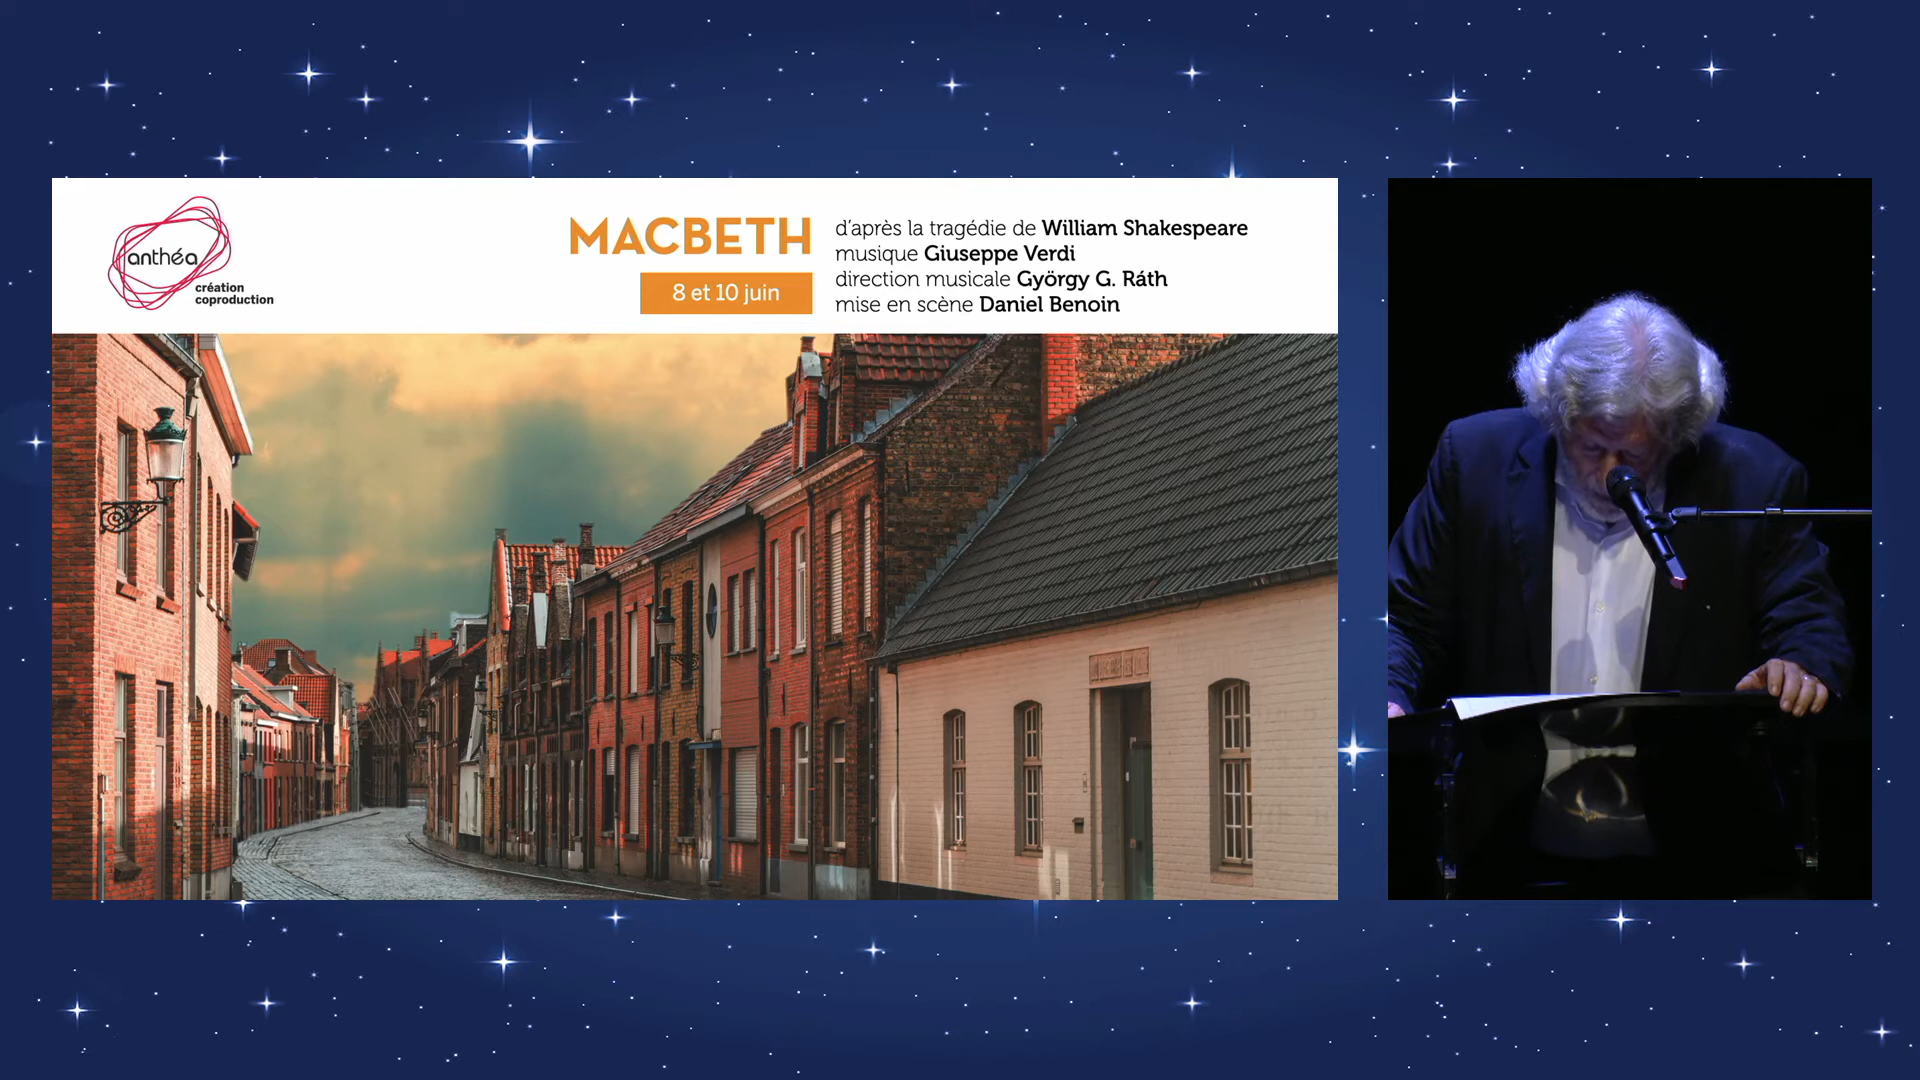 anthéa
création
coproduction
MACBETH
8 et 10 juin
d'après la tragédie de William Shakespeare
musique Giuseppe Verdi
direction musicale György G. Ráth
mise en scène Daniel Benoin